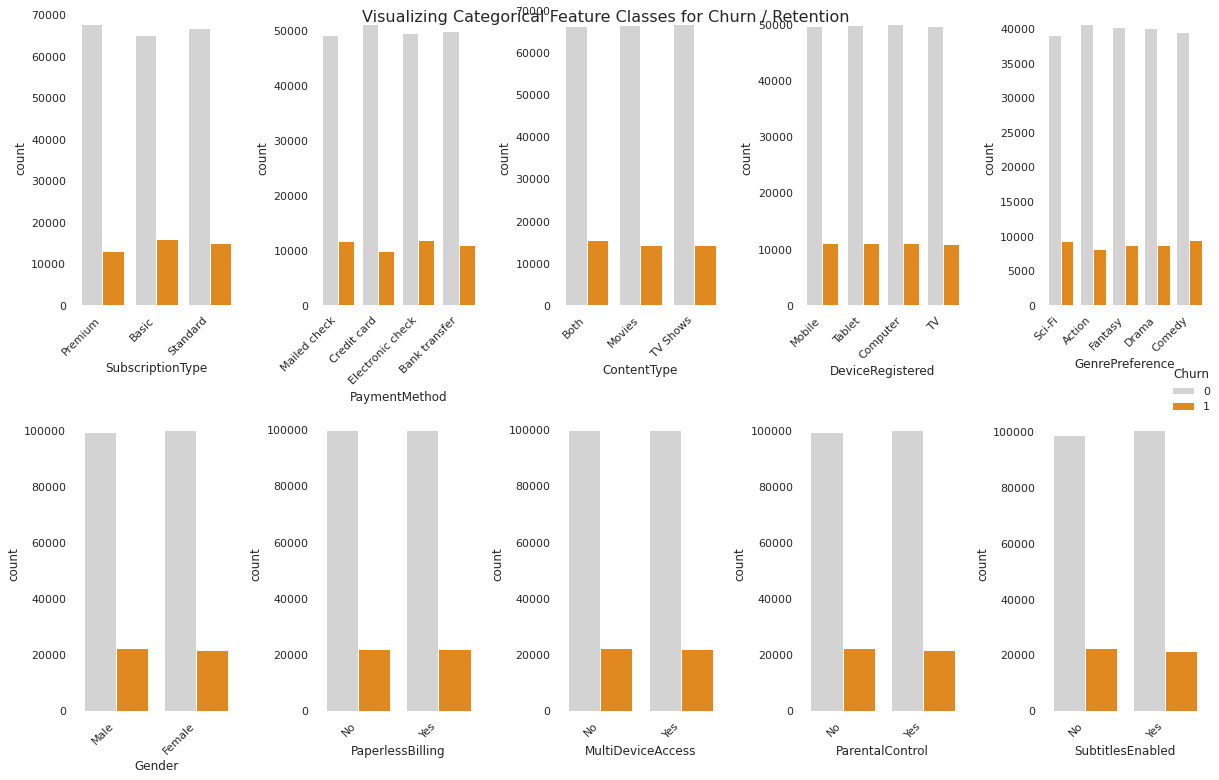 Visualizing Categorical Feature Classes for Churn / Retention
70000
60000
50000
40000
30000
20000
10000
0
count
Premium
Basic
Standard
SubscriptionType
50000
40000
30000
20000
10000
0
count
Mailed check
Credit card
Electronic check
Bank transfer
PaymentMethod
70000
60000
50000
40000
30000
20000
10000
0
count
Both
Movies
TV Shows
ContentType
50000
40000
30000
20000
10000
0
count
Mobile
Tablet
Computer
TV
DeviceRegistered
40000
35000
30000
25000
20000
15000
10000
5000
0
count
Sci-Fi
Action
Fantasy
Drama
Comedy
GenrePreference
Churn
0
1
100000
80000
60000
40000
20000
0
count
Male
Female
Gender
100000
80000
60000
40000
20000
0
count
No
Yes
PaperlessBilling
100000
80000
60000
40000
20000
0
count
No
Yes
MultiDeviceAccess
100000
80000
60000
40000
20000
0
count
No
Yes
ParentalControl
100000
80000
60000
40000
20000
0
count
No
Yes
SubtitlesEnabled